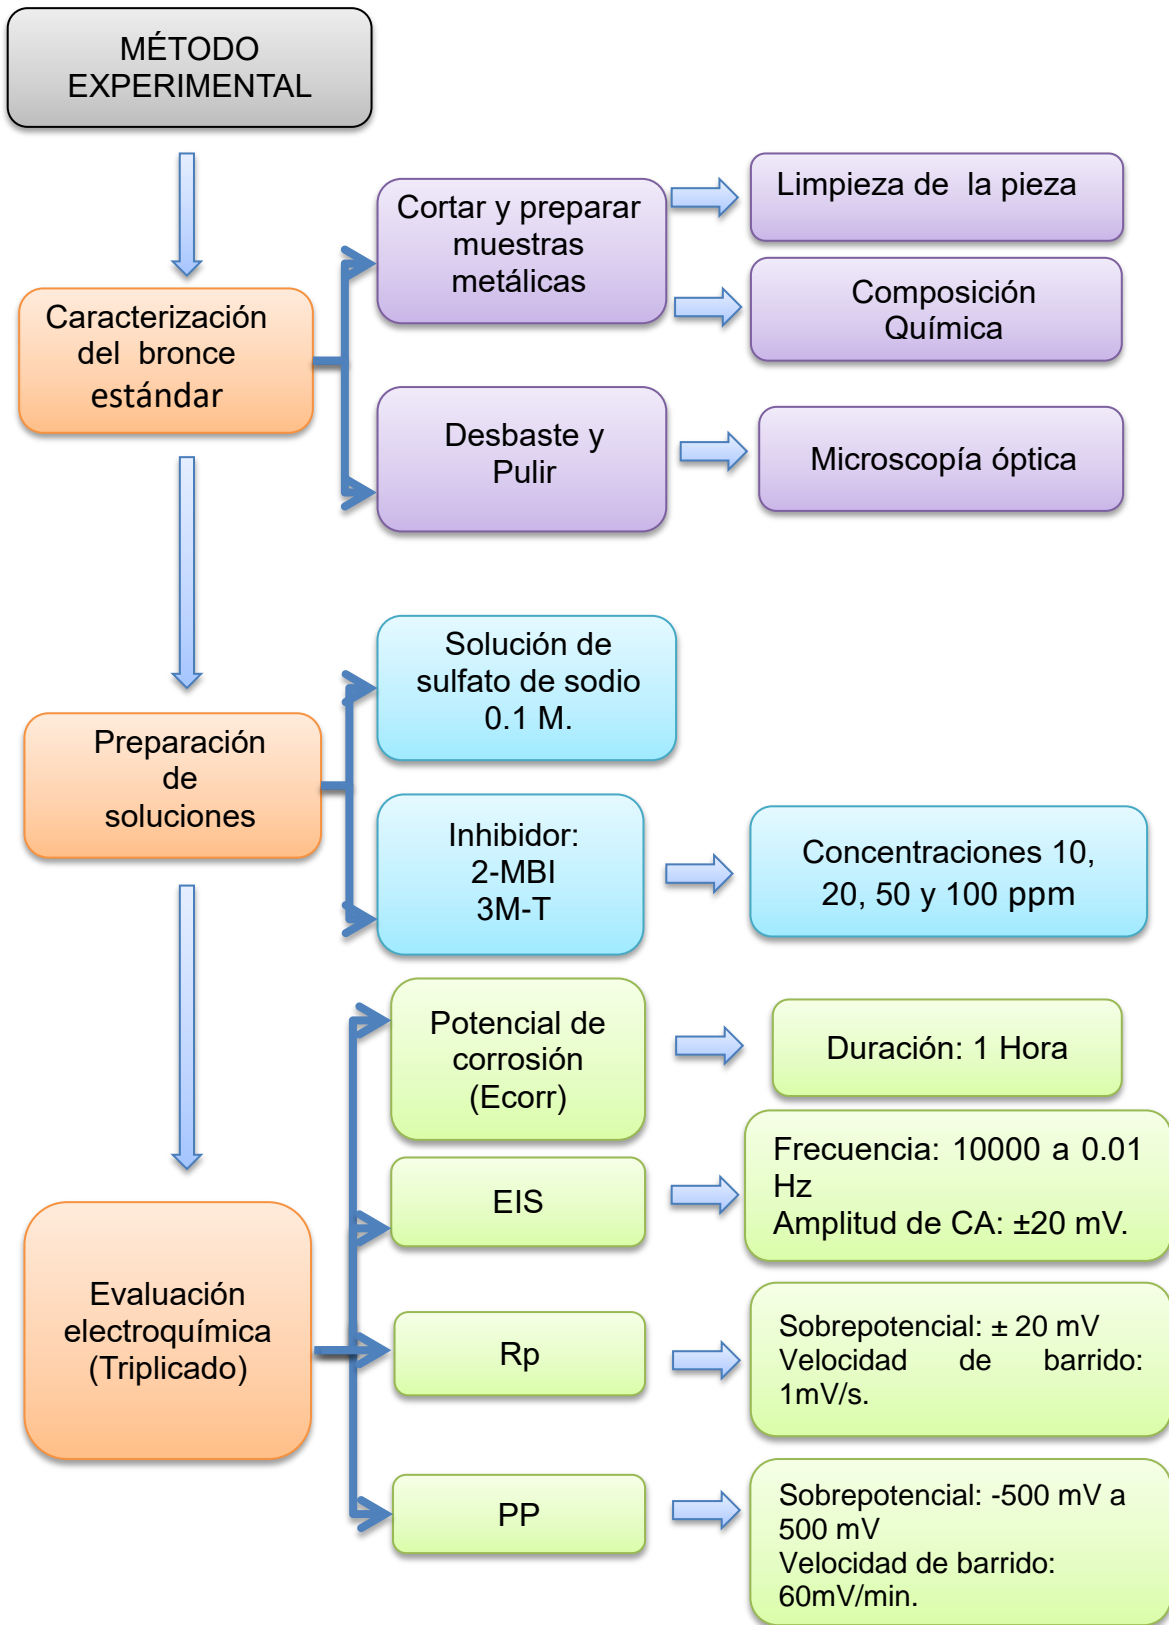 MÉTODO
EXPERIMENTAL
Caracterización
del bronce
estándar
Cortar y preparar
muestras
metálicas
Limpieza de la pieza
Composición
Química
Desbaste y
Pulir
Microscopía óptica
Preparación
de
soluciones
Solución de
sulfato de sodio
0.1 M.
Inhibidor:
2-MBI
3M-T
Concentraciones 10,
20, 50 y 100 ppm
Evaluación
electroquímica
(Triplicado)
Potencial de
corrosión
(Ecorr)
Duración: 1 Hora
EIS
Frecuencia: 10000 a 0.01
Hz
Amplitud de CA: ±20 mV.
Rp
Sobrepotencial: ± 20 mV
Velocidad de barrido:
1mV/s.
PP
Sobrepotencial: -500 mV a
500 mV
Velocidad de barrido:
60mV/min.